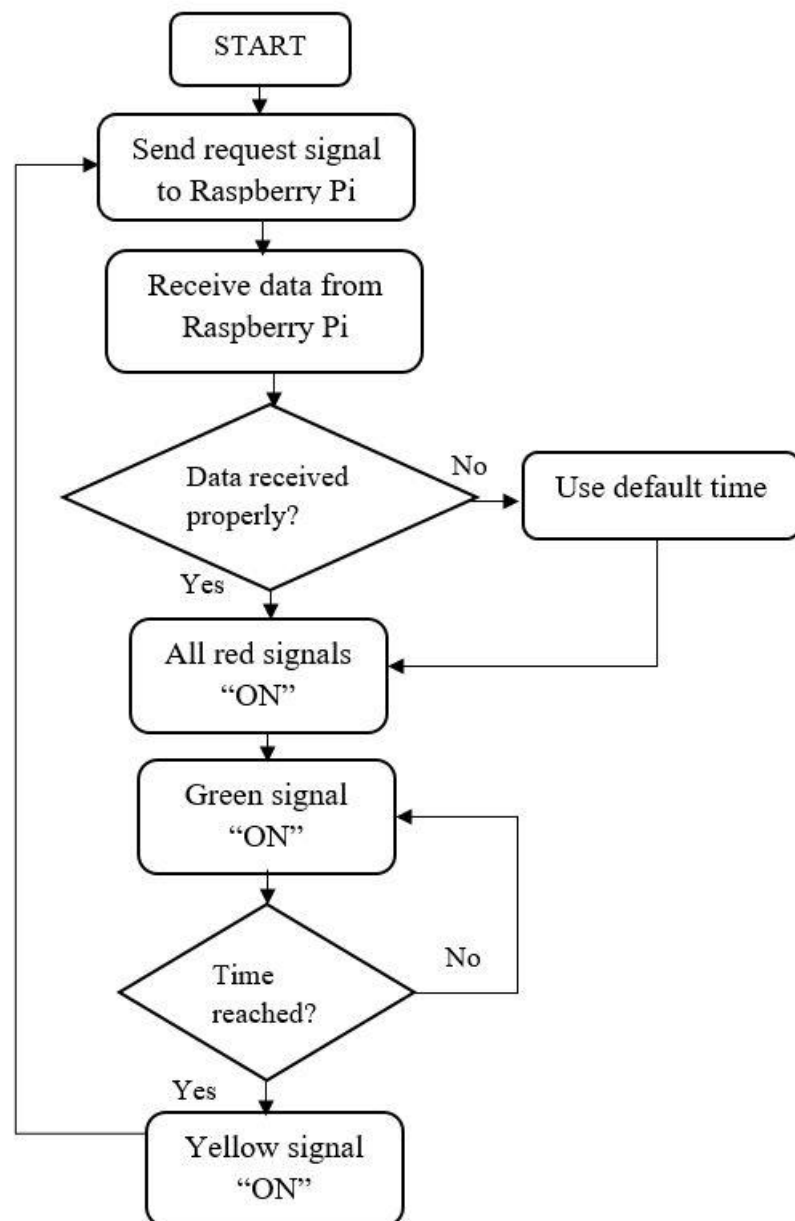 START
Send request signal
to Raspberry Pi
Receive data from
Raspberry Pi
Data received
properly?
No
Use default time
Yes
All red signals
“ON”
Green signal
“ON”
Time
reached?
No
Yes
Yellow signal
“ON”